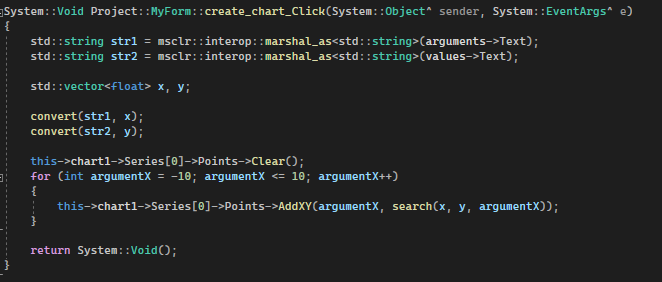 System::Void Project::MyForm::create_chart_Click(System::Object^ sender, System::EventArgs^ e)
{
    std::string str1 = msclr::interop::marshal_as<std::string>(arguments->Text);
    std::string str2 = msclr::interop::marshal_as<std::string>(values->Text);

    std::vector<float> x, y;

    convert(str1, x);
    convert(str2, y);

    this->chart1->Series[0]->Points->Clear();
    for (int argumentX = -10; argumentX <= 10; argumentX++)
    {
        this->chart1->Series[0]->Points->AddXY(argumentX, search(x, y, argumentX));
    }

    return System::Void();
}